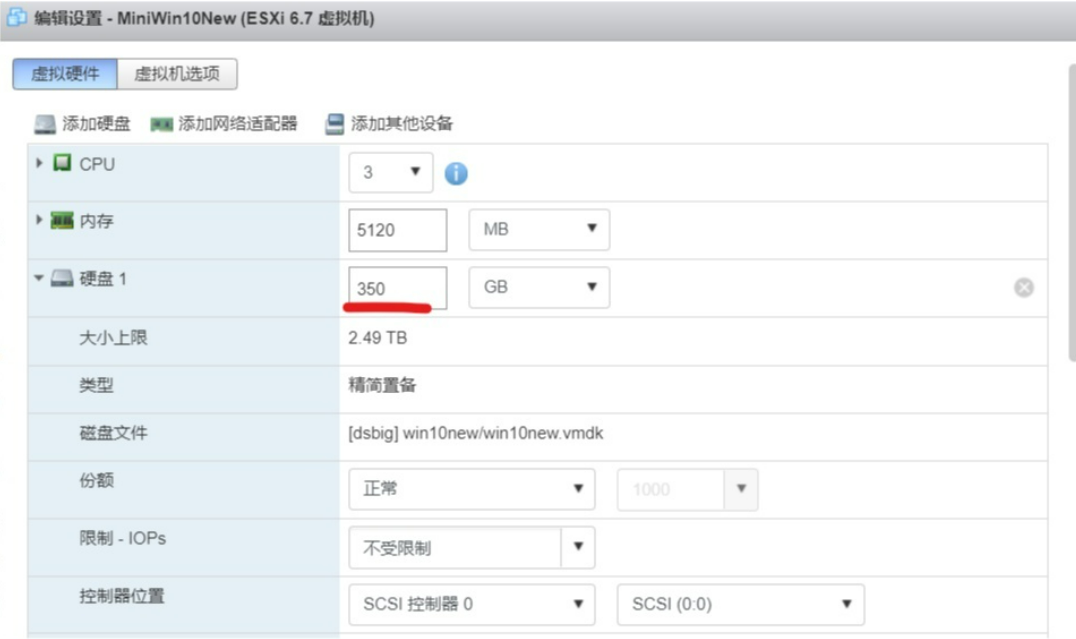 编辑设置 - MiniWin10New (ESXi 6.7 虚拟机)
虚拟硬件 虚拟机选项
添加硬盘 添加网络适配器 添加其他设备
CPU 3
内存 5120 MB
硬盘 1 350 GB
大小上限 2.49 TB
类型 精简置备
磁盘文件 [dsbig] win10new/win10new.vmdk
份额 正常 1000
限制 - IOPs 不受限制
控制器位置 SCSI 控制器 0 SCSI (0:0)